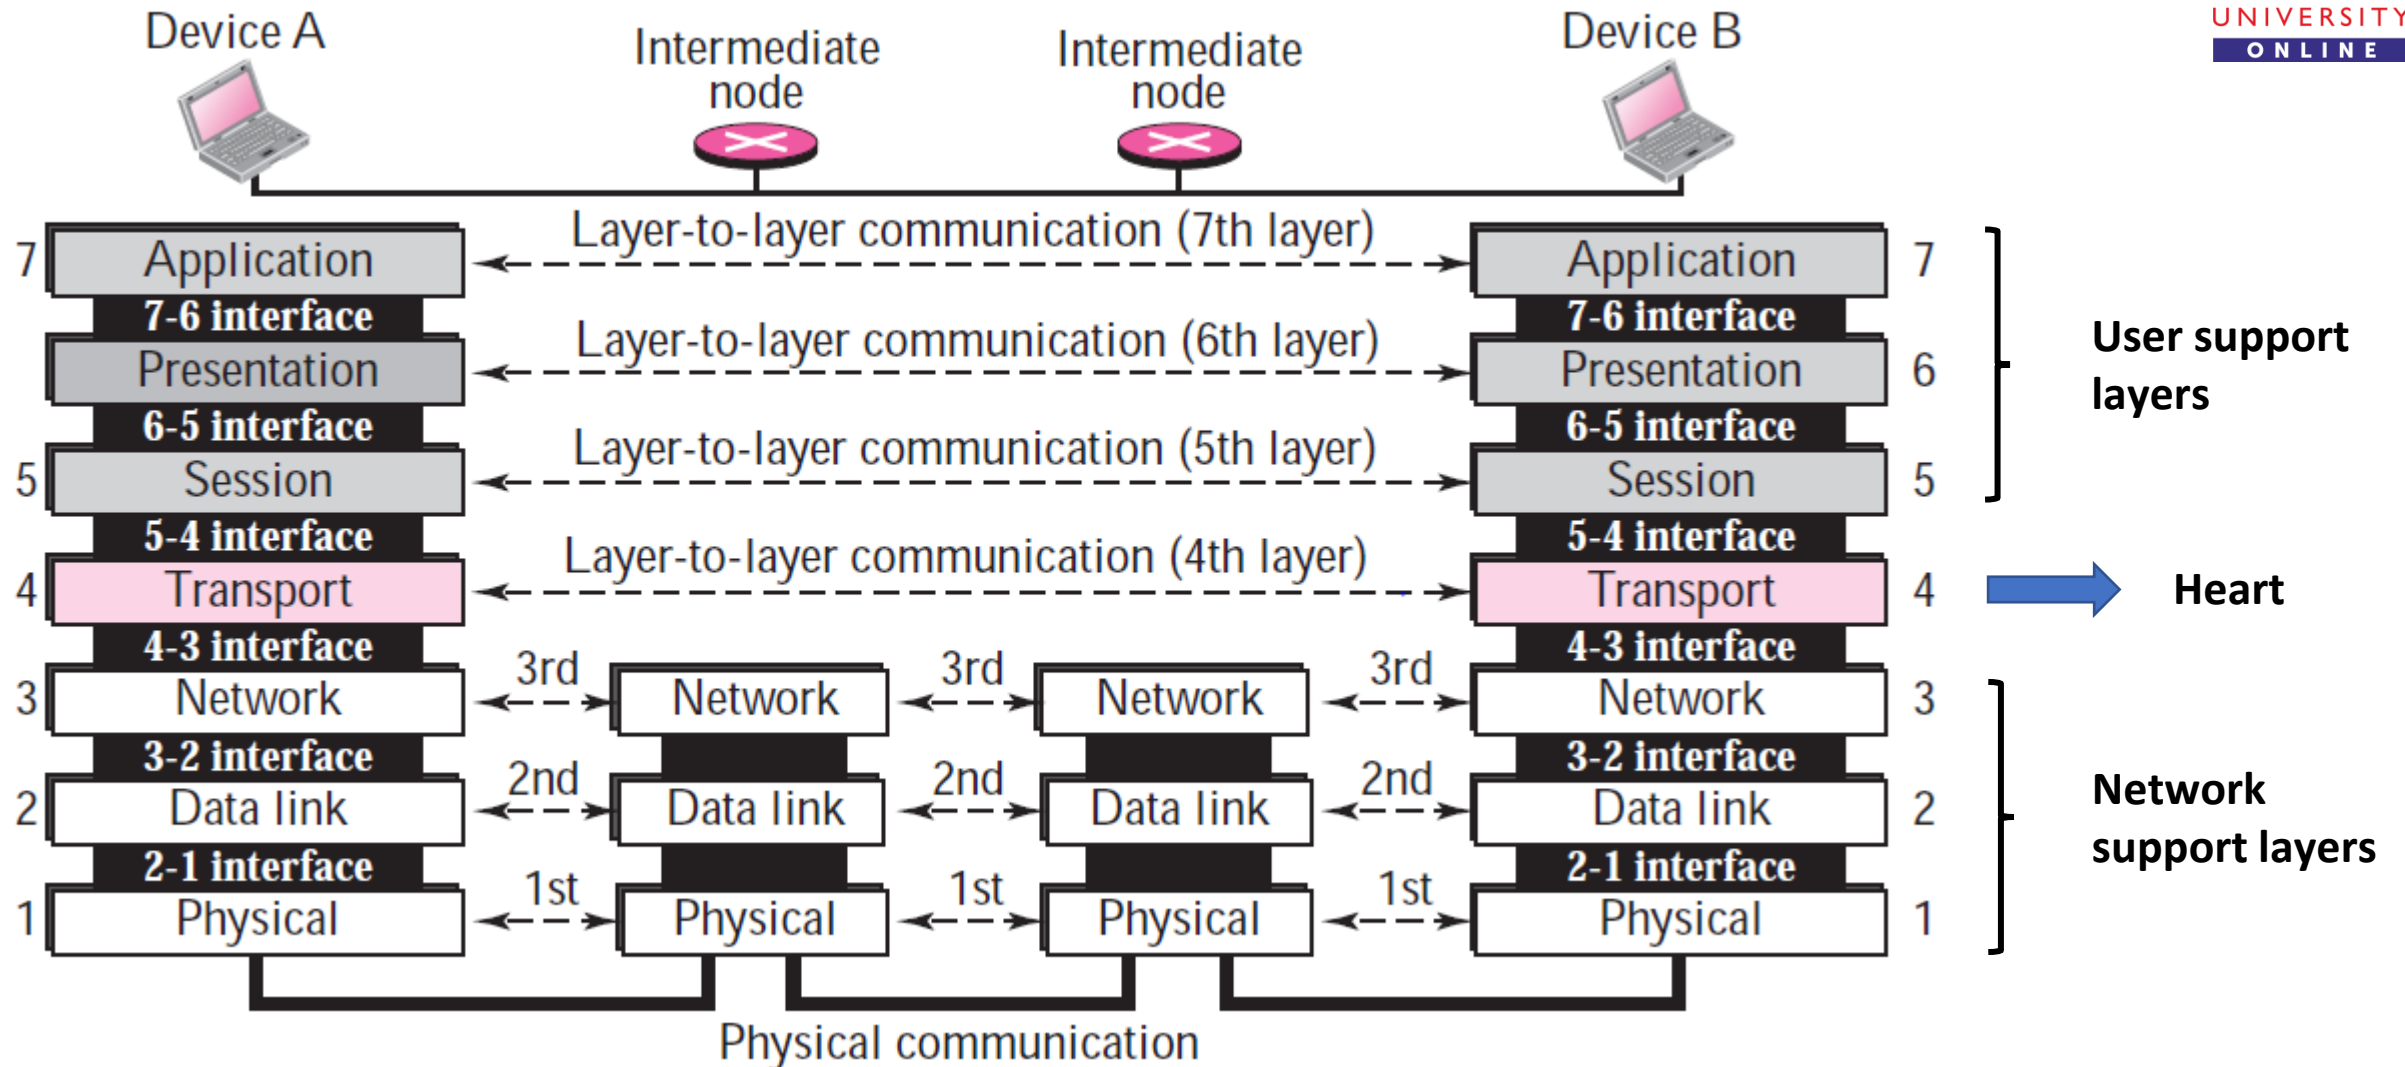 UNIVERSITY
ONLINE
Device A
Intermediate
node
Intermediate
node
Device B
Layer-to-layer communication (7th layer)
7 Application
Application 7
7-6 interface
7-6 interface
Layer-to-layer communication (6th layer)
Presentation
Presentation 6
6-5 interface
6-5 interface
Layer-to-layer communication (5th layer)
5 Session
Session 5
5-4 interface
5-4 interface
Layer-to-layer communication (4th layer)
4 Transport
Transport 4
4-3 interface
4-3 interface
3rd 3rd 3rd
3 Network Network Network Network 3
3-2 interface
3-2 interface
2nd 2nd 2nd
2 Data link Data link Data link Data link 2
2-1 interface
2-1 interface
1st 1st 1st
1 Physical Physical Physical Physical 1
Physical communication
User support
layers
Heart
Network
support layers